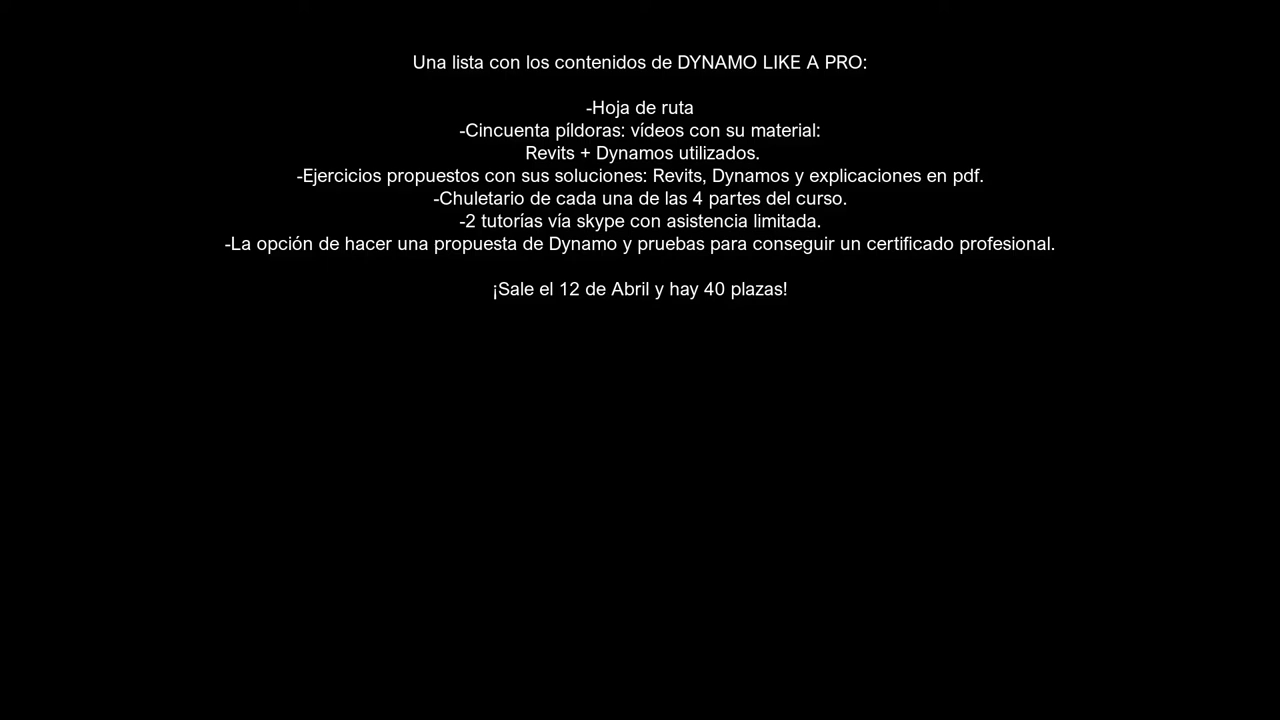 Una lista con los contenidos de DYNAMO LIKE A PRO:
-Hoja de ruta
-Cincuenta píldoras: vídeos con su material:
Revits + Dynamos utilizados.
-Ejercicios propuestos con sus soluciones: Revits, Dynamos y explicaciones en pdf.
-Chuletario de cada una de las 4 partes del curso.
-2 tutorías vía skype con asistencia limitada.
-La opción de hacer una propuesta de Dynamo y pruebas para conseguir un certificado profesional.
¡Sale el 12 de Abril y hay 40 plazas!